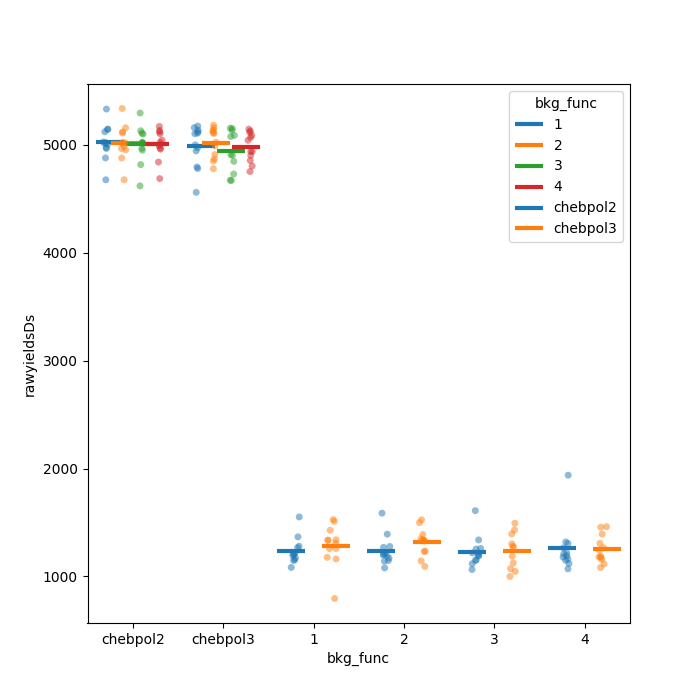 bkg_func
1
2
3
4
chebpol2
chebpol3
5000
4000
3000
2000
1000
rawyieldsDs
chebpol2 chebpol3 1 2 3 4
bkg_func